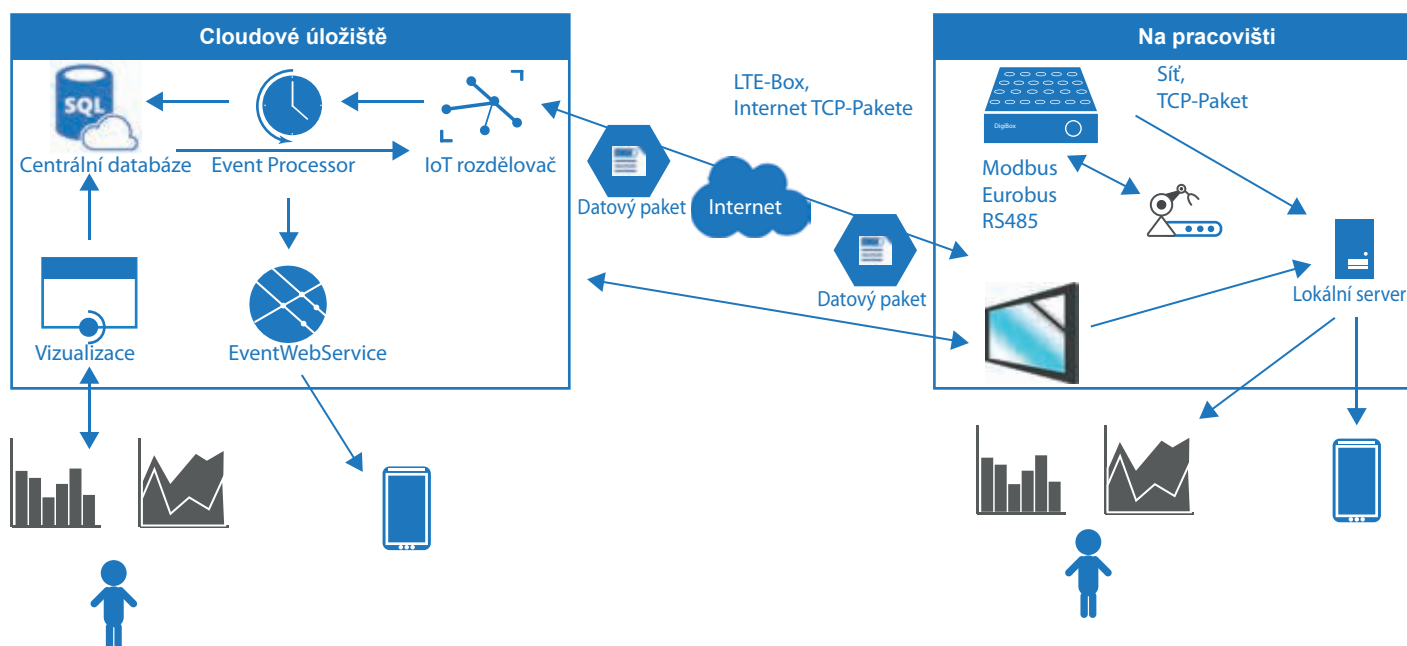 Cloudové úložiště
SQL
Centrální databáze
Event Processor
IoT rozdělovač
Vizualizace
EventWebService
LTE-Box,
Internet TCP-Pakete
Datový paket
Internet
Datový paket
Na pracovišti
DigiBox
Síť,
TCP-Paket
Modbus
Eurobus
RS485
Lokální server